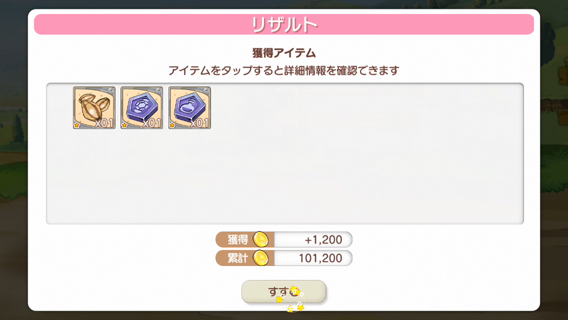 リザルト
獲得アイテム
アイテムをタップすると詳細情報を確認できます
x01 x01 x01
獲得 +1,200
累計 101,200
すすむ